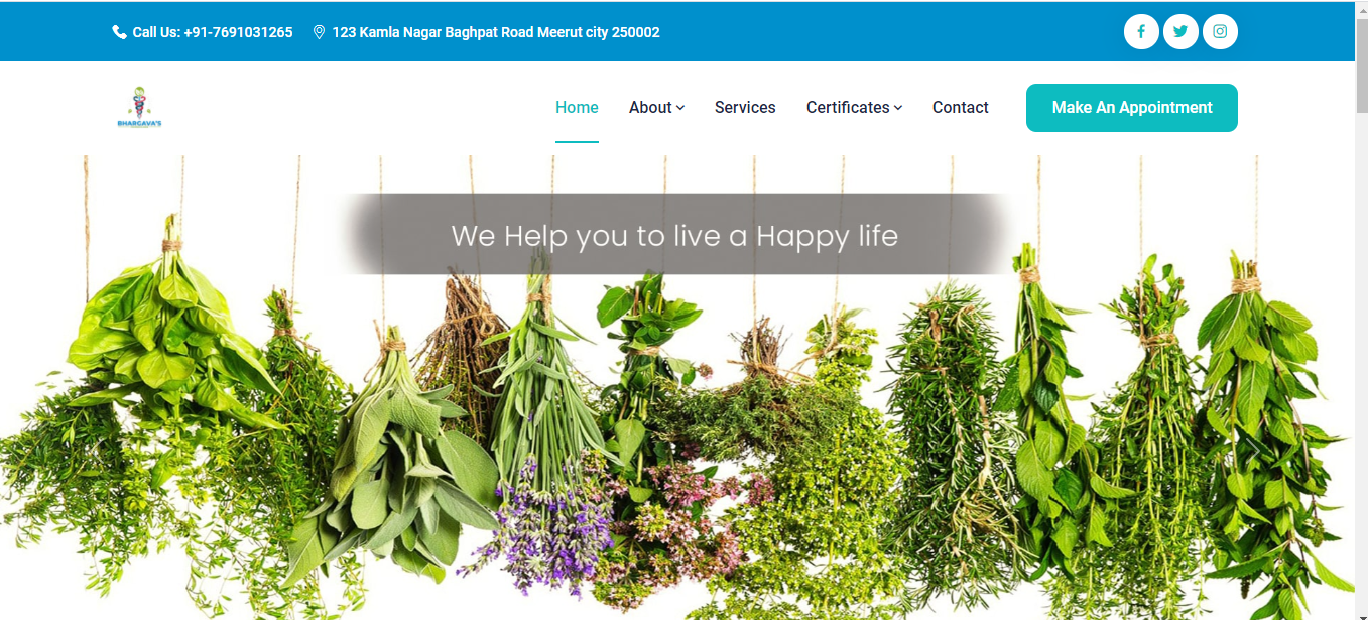 Call Us: +91-7691031265 123 Kamla Nagar Baghpat Road Meerut city 250002
BHARGAVA'S
Home About Services Certificates Contact Make An Appointment
We Help you to live a Happy life